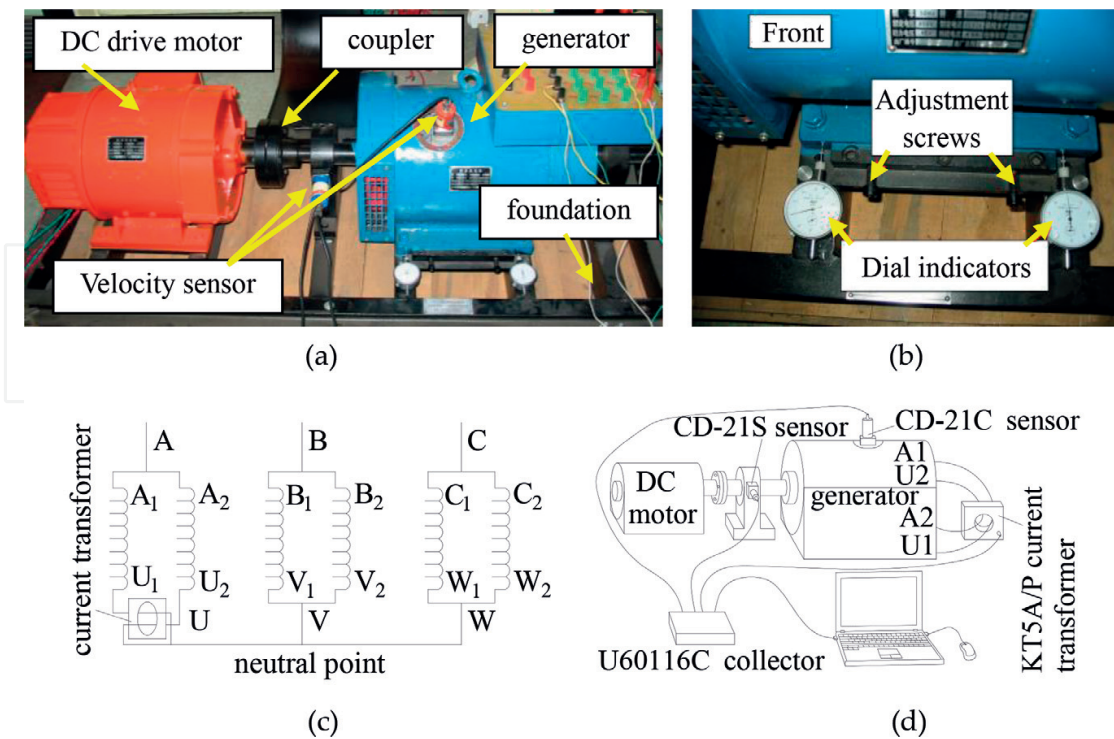 DC drive motor
coupler
generator
foundation
Velocity sensor
(a)
Front
Adjustment
screws
Dial indicators
(b)
current transformer
A
B
C
A1
A2
B1
B2
C1
C2
U1
U2
V1
V2
W1
W2
U
V
W
neutral point
(c)
CD-21S sensor
CD-21C sensor
DC
motor
generator
A1
U2
A2
U1
KT5A/P current
transformer
U60116C collector
(d)